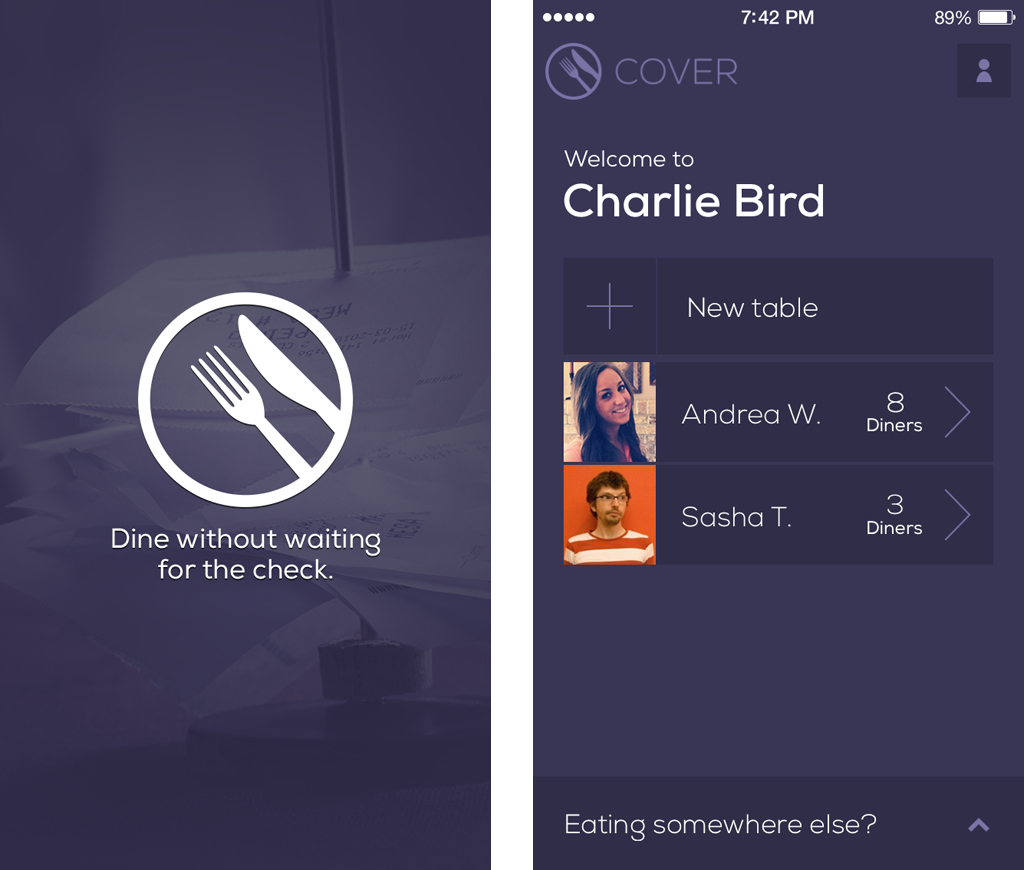 Dine without waiting
for the check.
7:42 PM
89%
COVER
Welcome to
Charlie Bird
New table
Andrea W.
8
Diners
Sasha T.
3
Diners
Eating somewhere else?